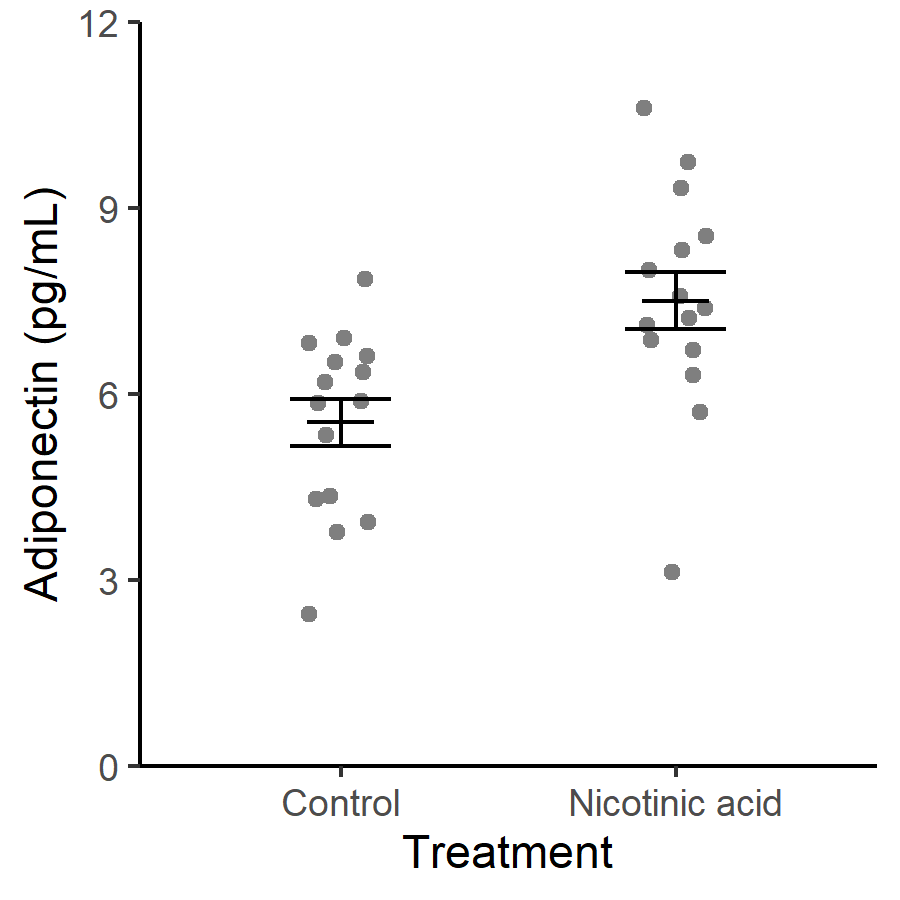 Adiponectin (pg/mL)
12
9
6
3
0
Control
Nicotinic acid
Treatment